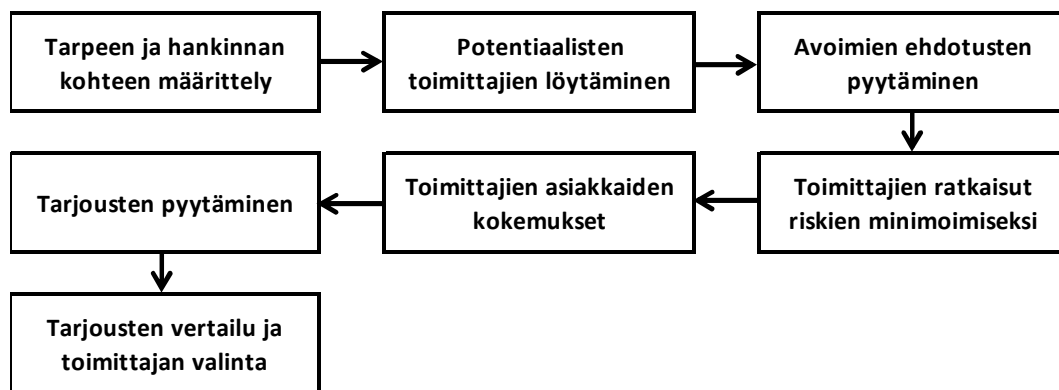 Tarpeen ja hankinnan
kohteen määrittely
Potentiaalisten
toimittajien löytäminen
Avoimien ehdotusten
pyytäminen
Toimittajien ratkaisut
riskien minimoimiseksi
Toimittajien asiakkaiden
kokemukset
Tarjousten pyytäminen
Tarjousten vertailu ja
toimittajan valinta